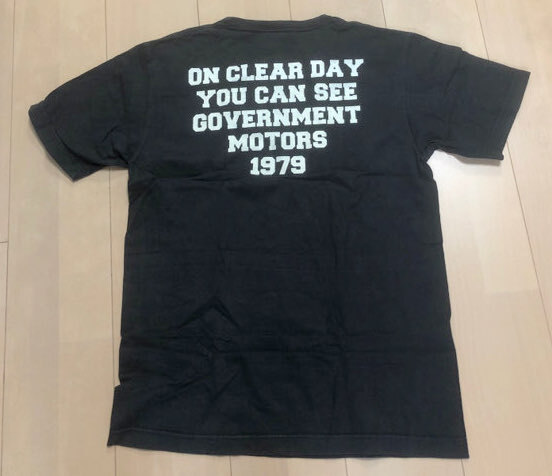 ON CLEAR DAY
YOU CAN SEE
GOVERNMENT
MOTORS
1979